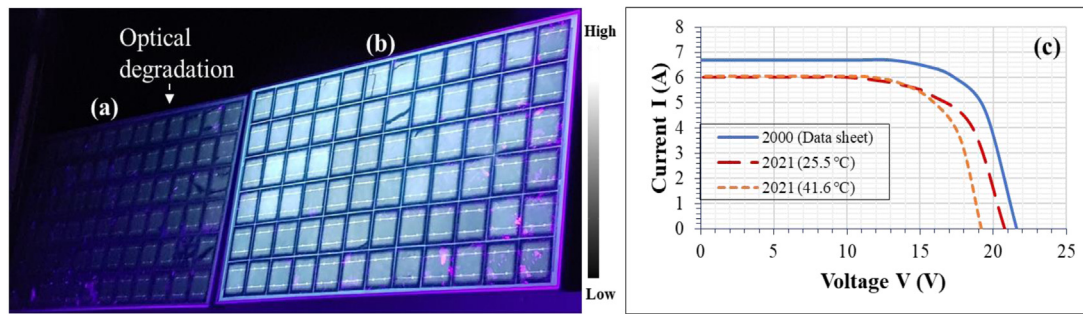 Optical
degradation
(a)
(b)
High
Low
(c)
8
7
6
5
4
3
2
1
0
Current I (A)
2000 (Data sheet)
2021 (25.5 °C)
2021 (41.6 °C)
0 5 10 15 20 25
Voltage V (V)